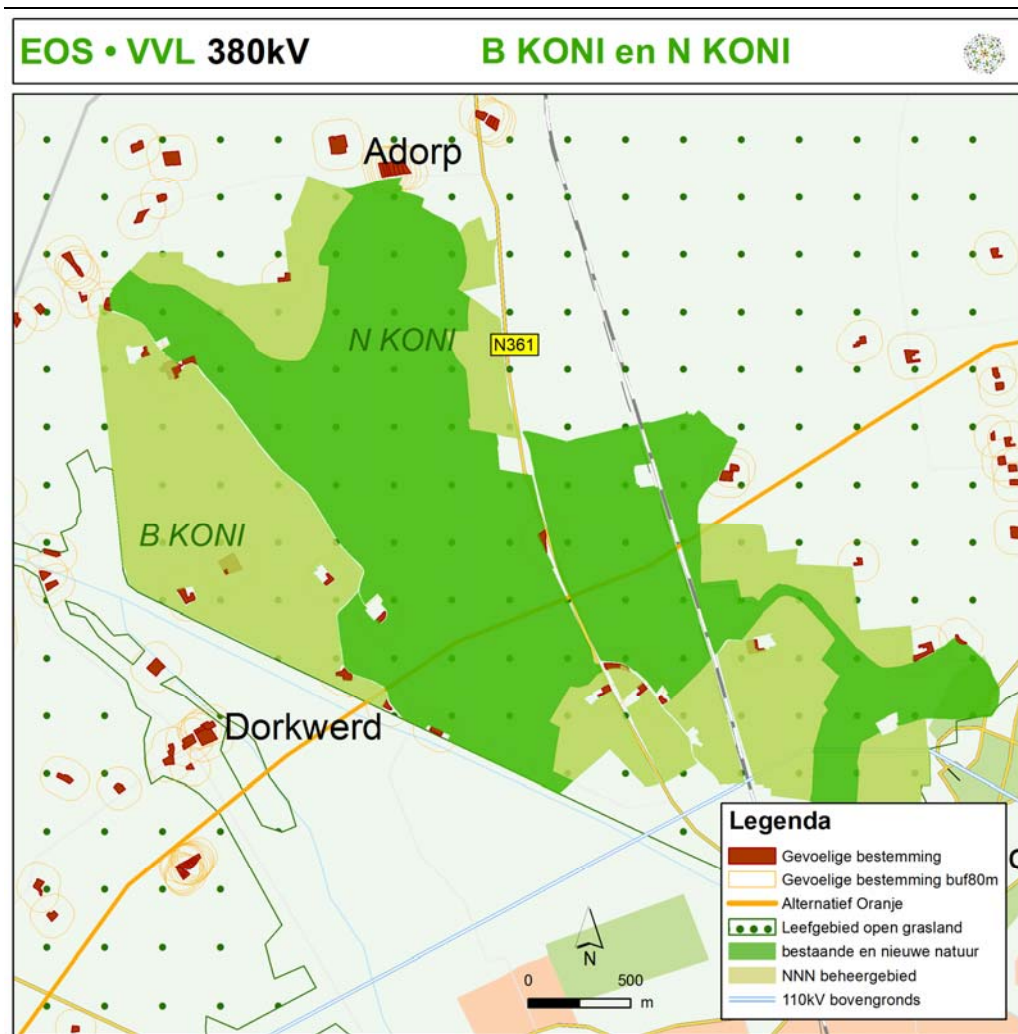 EOS • VVL 380kV B KONI en N KONI
Adorp
N KONI
N361
B KONI
Dorkwerd
Legenda
Gevoelige bestemming
Gevoelige bestemming buf80m
Alternatief Oranje
Leefgebied open grasland
bestaande en nieuwe natuur
NNN beheergebied
110kV bovengronds
N
0 500
m